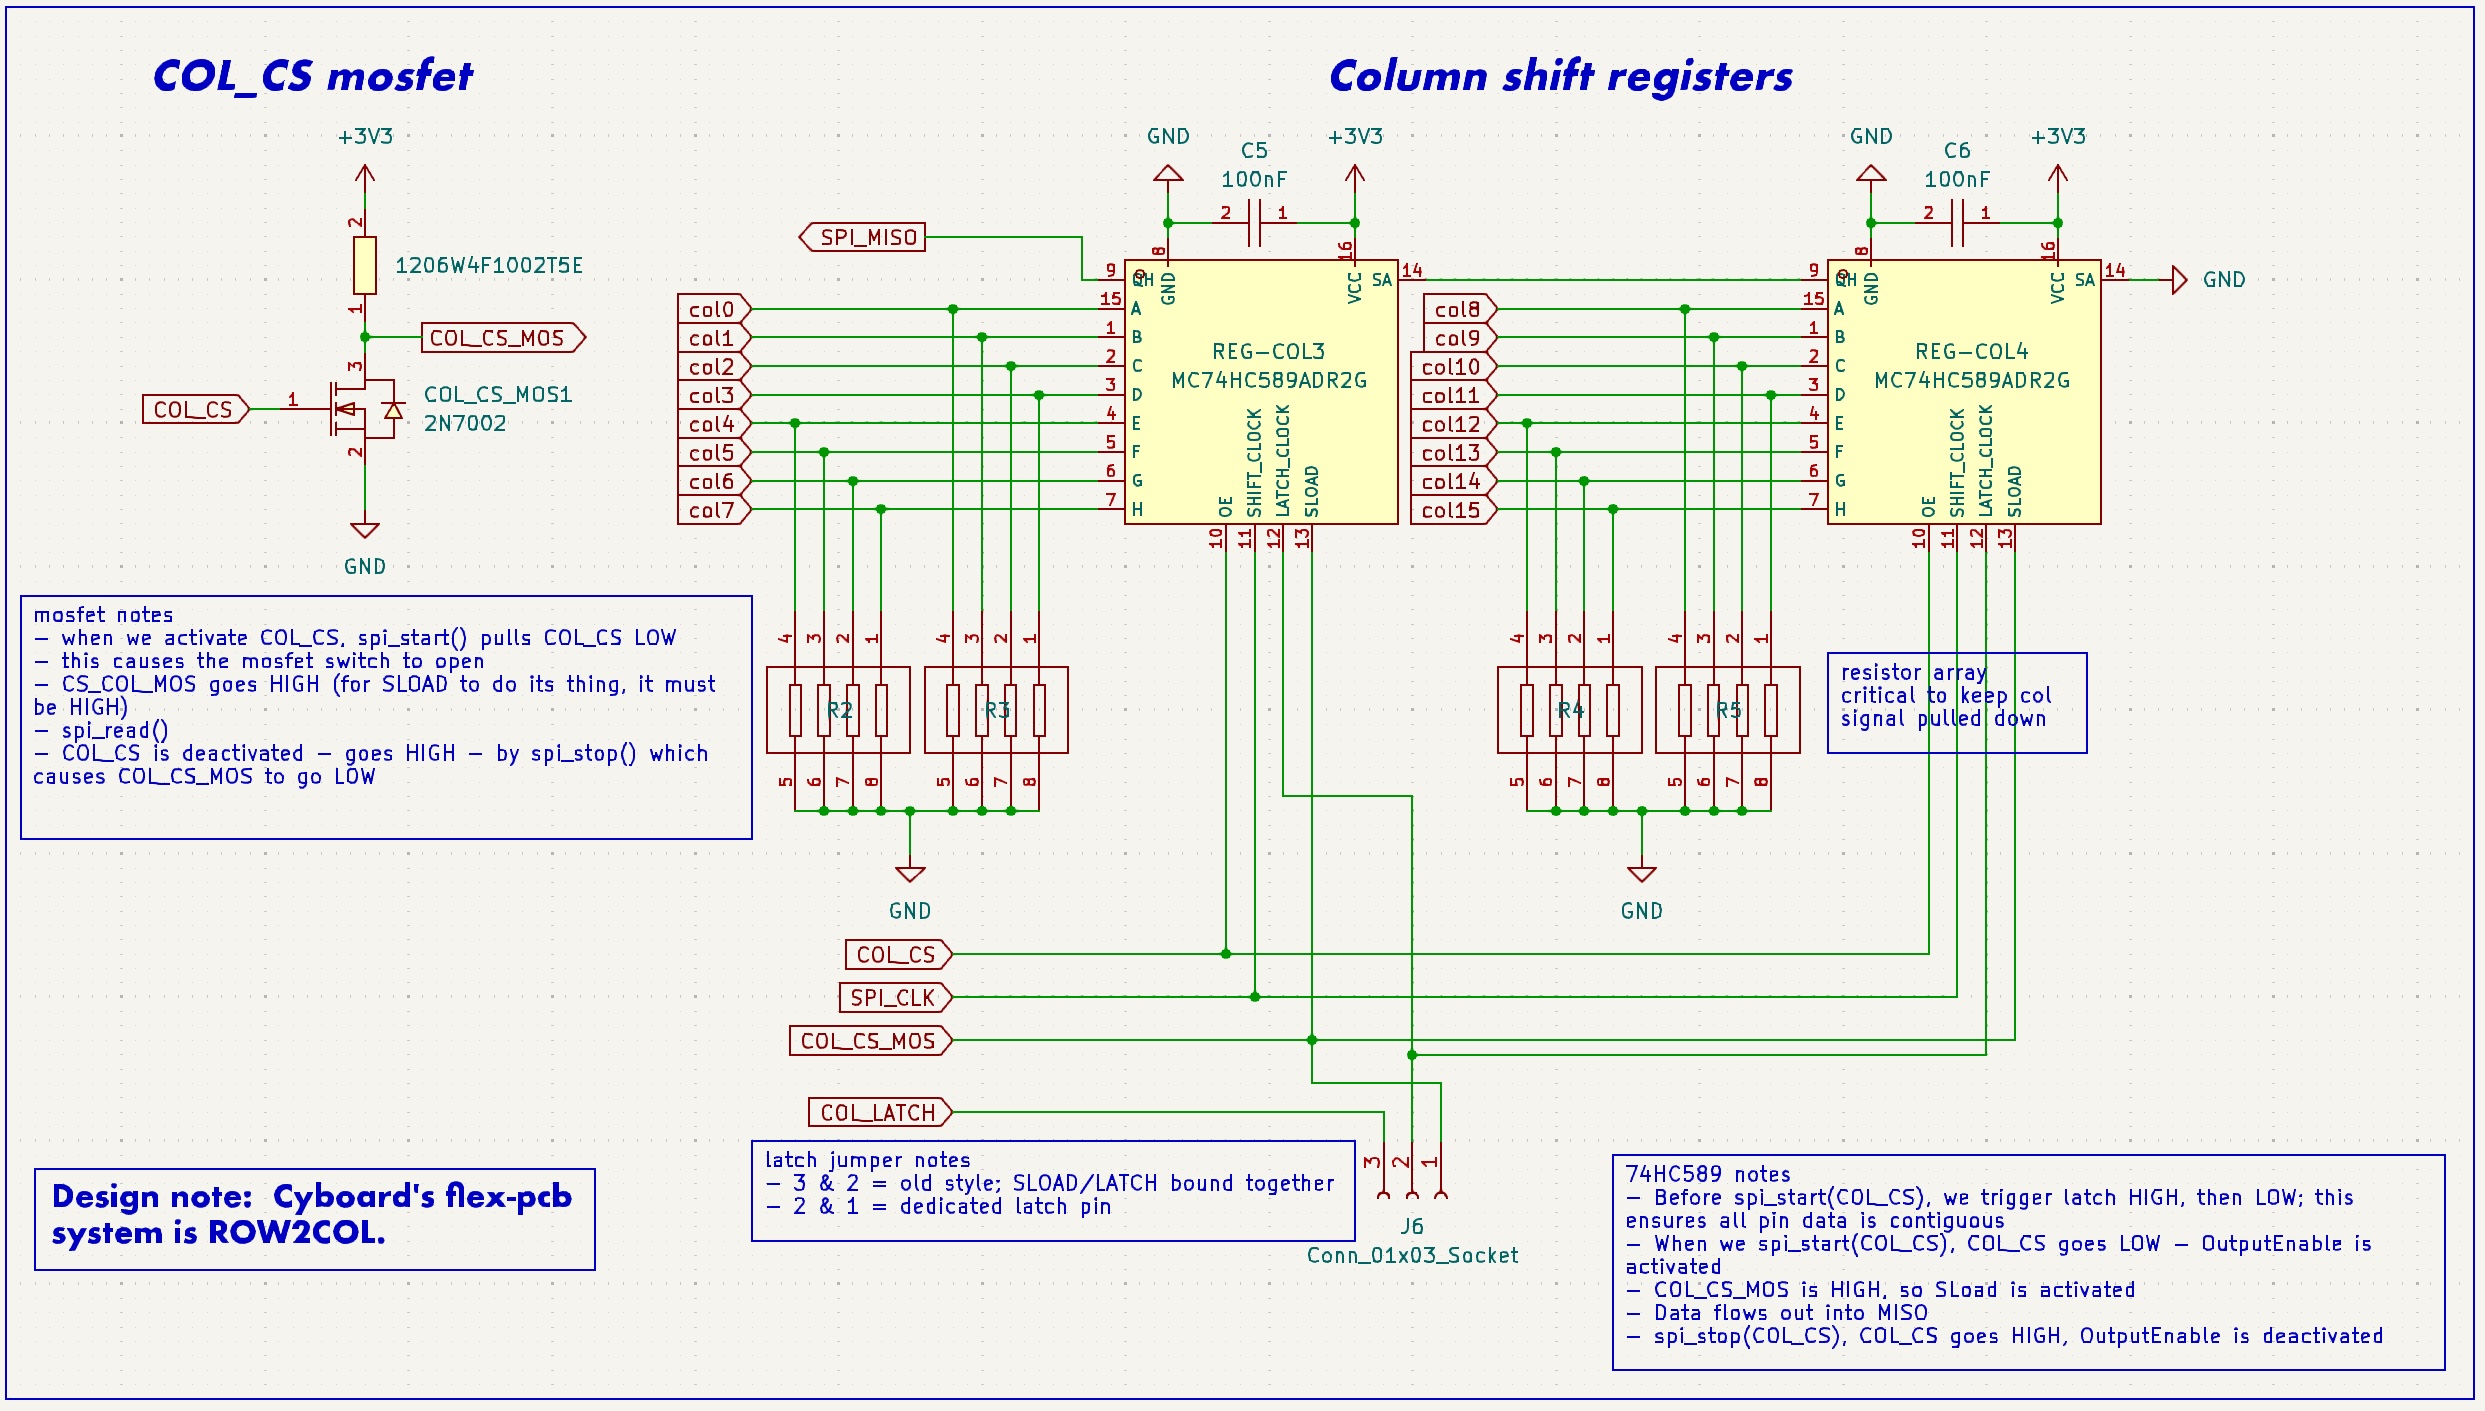 COL_CS mosfet
+3V3
2
1206W4F1002T5E
1
COL_CS_MOS
3
COL_CS
1
COL_CS_MOS1
2N7002
2
GND
mosfet notes
– when we activate COL_CS, spi_start() pulls COL_CS LOW
– this causes the mosfet switch to open
– CS_COL_MOS goes HIGH (for SLOAD to do its thing, it must
be HIGH)
– spi_read()
– COL_CS is deactivated – goes HIGH – by spi_stop() which
causes COL_CS_MOS to go LOW
Design note: Cyboard's flex-pcb
system is ROW2COL.
Column shift registers
GND
C5
100nF
+3V3
2 1
8 16
SPI_MISO
9 QH GND VCC SA 14
col0 15 A
col1 1 B
col2 2 C
col3 3 D
col4 4 E
col5 5 F
col6 6 G
col7 7 H
REG-COL3
MC74HC589ADR2G
OE SHIFT_CLOCK LATCH_CLOCK SLOAD
10 11 12 13
GND
C6
100nF
+3V3
2 1
8 16
9 QH GND VCC SA 14 GND
col8 15 A
col9 1 B
col10 2 C
col11 3 D
col12 4 E
col13 5 F
col14 6 G
col15 7 H
REG-COL4
MC74HC589ADR2G
OE SHIFT_CLOCK LATCH_CLOCK SLOAD
10 11 12 13
4 3 2 1 4 3 2 1
R2 R3
5 6 7 8 5 6 7 8
GND
4 3 2 1 4 3 2 1
R4 R5
5 6 7 8 5 6 7 8
GND
resistor array
critical to keep col
signal pulled down
COL_CS
SPI_CLK
COL_CS_MOS
COL_LATCH
latch jumper notes
– 3 & 2 = old style; SLOAD/LATCH bound together
– 2 & 1 = dedicated latch pin
3 2 1
J6
Conn_01x03_Socket
74HC589 notes
– Before spi_start(COL_CS), we trigger latch HIGH, then LOW; this
ensures all pin data is contiguous
– When we spi_start(COL_CS), COL_CS goes LOW – OutputEnable is
activated
– COL_CS_MOS is HIGH, so SLoad is activated
– Data flows out into MISO
– spi_stop(COL_CS), COL_CS goes HIGH, OutputEnable is deactivated